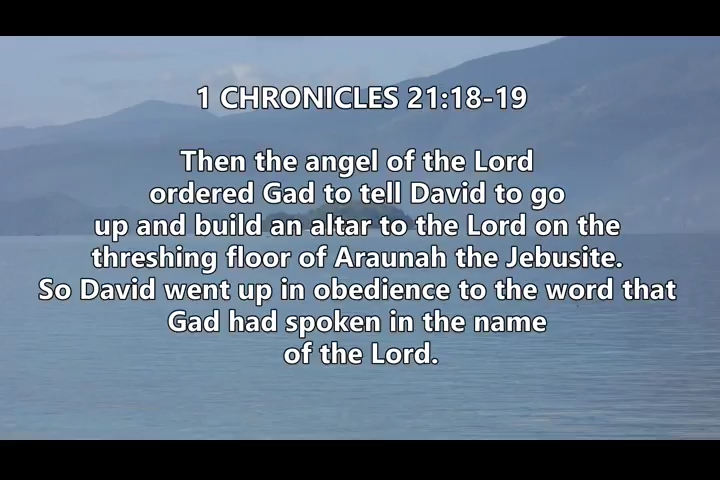 1 CHRONICLES 21:18-19
Then the angel of the Lord
ordered Gad to tell David to go
up and build an altar to the Lord on the
threshing floor of Araunah the Jebusite.
So David went up in obedience to the word that
Gad had spoken in the name
of the Lord.